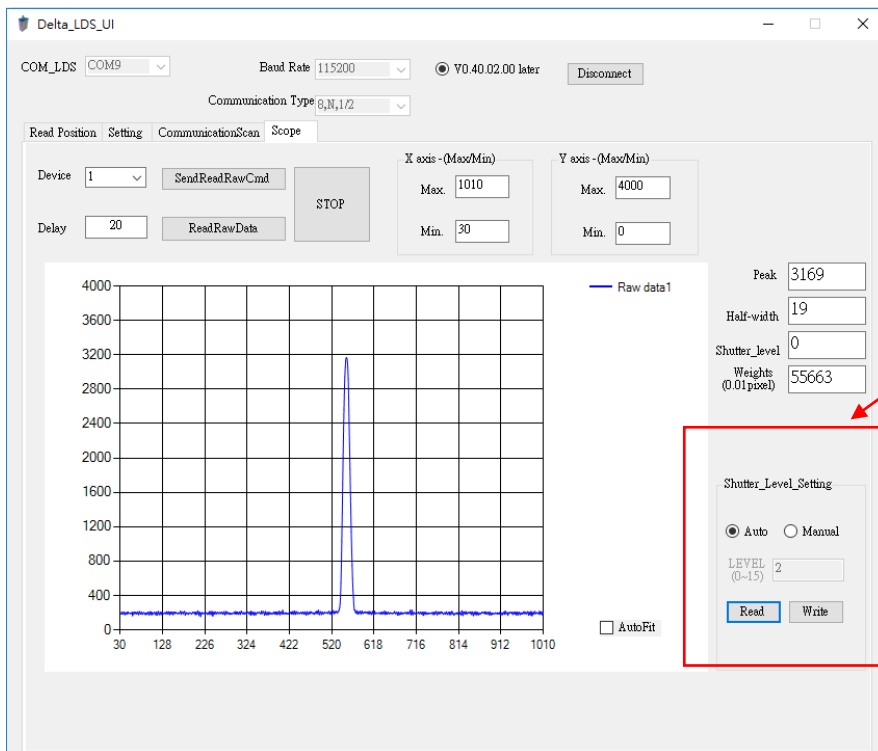 Delta_LDS_UI
COM_LDS COM9 Baud Rate 115200 V0.40.02.00 later Disconnect
Communication Type 8,N,1/2
Read Position Setting CommunicationScan Scope
Device 1 SendReadRawCmd STOP X axis -(Max/Min) Max. 1010 Y axis -(Max/Min) Max. 4000
Delay 20 ReadRawData Min. 30 Min. 0
Raw data1
Peak 3169
Half-width 19
Shutter_level 0
Weights (0.01pixel) 55663
4000
3600
3200
2800
2400
2000
1600
1200
800
400
0
30 128 226 324 422 520 618 716 814 912 1010
AutoFit
Shutter_Level_Setting
Auto Manual
LEVEL (0~15) 2
Read Write